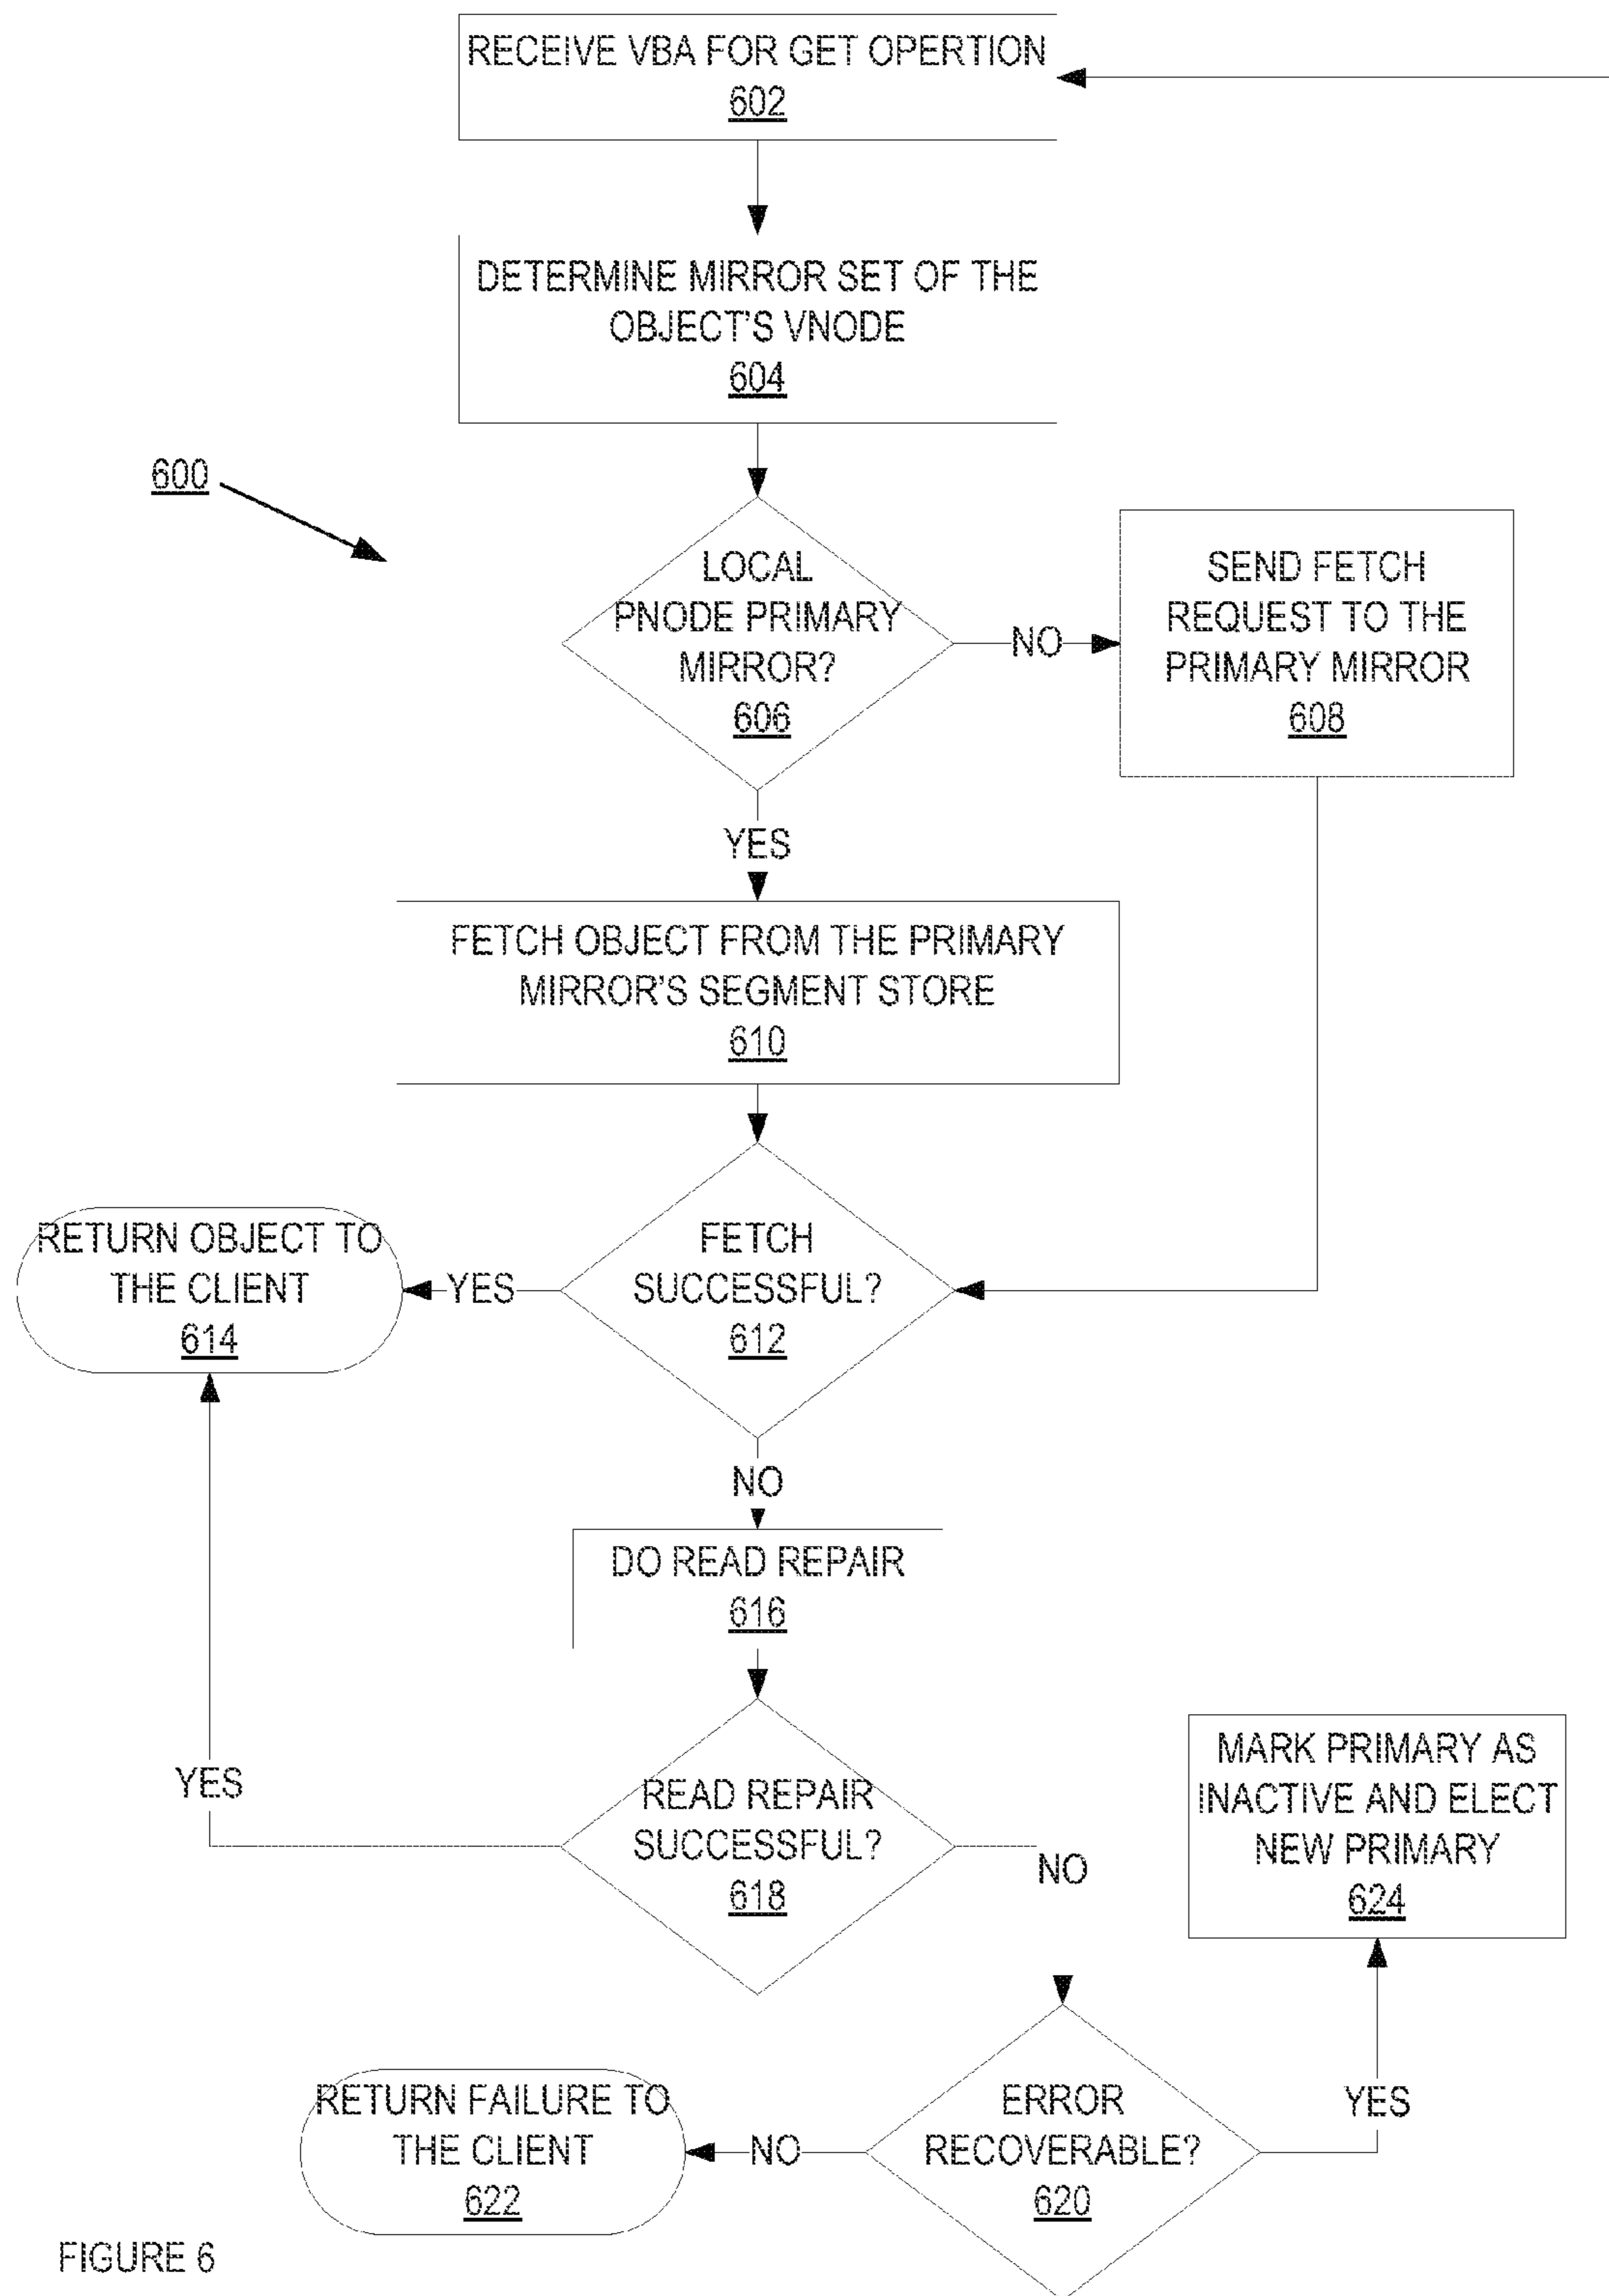 RECEIVE VBA FOR GET OPERTION
602
DETERMINE MIRROR SET OF THE
OBJECT'S VNODE
604
600
LOCAL
PNODE PRIMARY
MIRROR?
606
NO
SEND FETCH
REQUEST TO THE
PRIMARY MIRROR
608
YES
FETCH OBJECT FROM THE PRIMARY
MIRROR'S SEGMENT STORE
610
RETURN OBJECT TO
THE CLIENT
614
YES
FETCH
SUCCESSFUL?
612
NO
DO READ REPAIR
616
YES
READ REPAIR
SUCCESSFUL?
618
NO
MARK PRIMARY AS
INACTIVE AND ELECT
NEW PRIMARY
624
RETURN FAILURE TO
THE CLIENT
622
NO
ERROR
RECOVERABLE?
620
YES
FIGURE 6